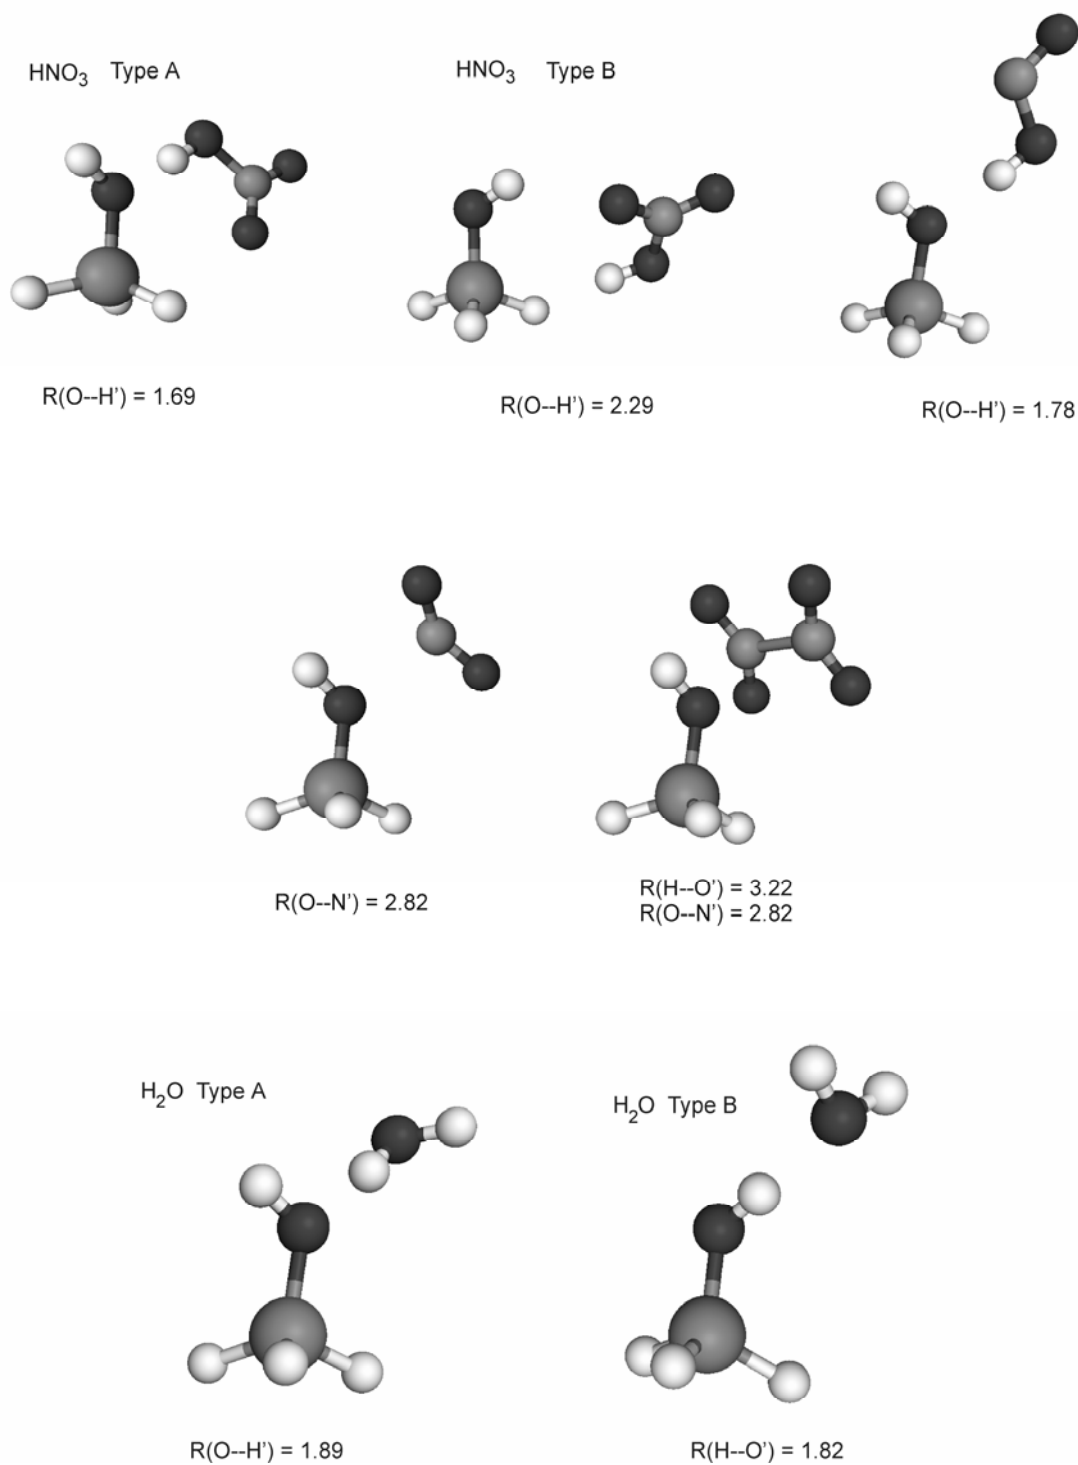 HNO₃ Type A
HNO₃ Type B
R(O--H') = 1.69
R(O--H') = 2.29
R(O--H') = 1.78
R(O--N') = 2.82
R(H--O') = 3.22
R(O--N') = 2.82
H₂O Type A
H₂O Type B
R(O--H') = 1.89
R(H--O') = 1.82